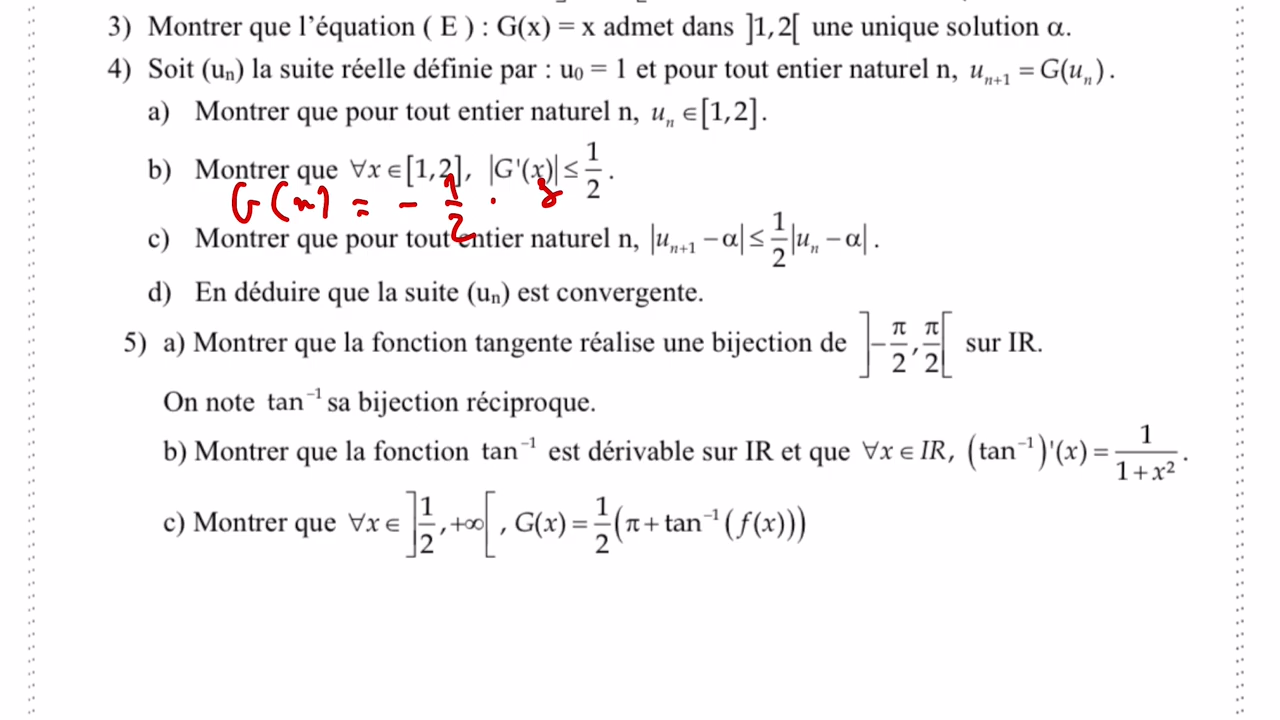 3) Montrer que l'équation ( E ) : G(x) = x admet dans ]1,2[ une unique solution α.
4) Soit (uₙ) la suite réelle définie par : u₀ = 1 et pour tout entier naturel n, uₙ₊₁ = G(uₙ).
a) Montrer que pour tout entier naturel n, uₙ ∈ [1,2].
b) Montrer que ∀x ∈ [1,2], |G'(x)| ≤ 1/2.
G(x) = - 1/2 ·
c) Montrer que pour tout entier naturel n, |uₙ₊₁ − α| ≤ 1/2 |uₙ − α|.
d) En déduire que la suite (uₙ) est convergente.
5) a) Montrer que la fonction tangente réalise une bijection de ]−π/2, π/2[ sur IR.
On note tan⁻¹ sa bijection réciproque.
b) Montrer que la fonction tan⁻¹ est dérivable sur IR et que ∀x ∈ IR, (tan⁻¹)'(x) = 1/(1+x²).
c) Montrer que ∀x ∈ ]1/2, +∞[, G(x) = 1/2 (π + tan⁻¹(f(x)))